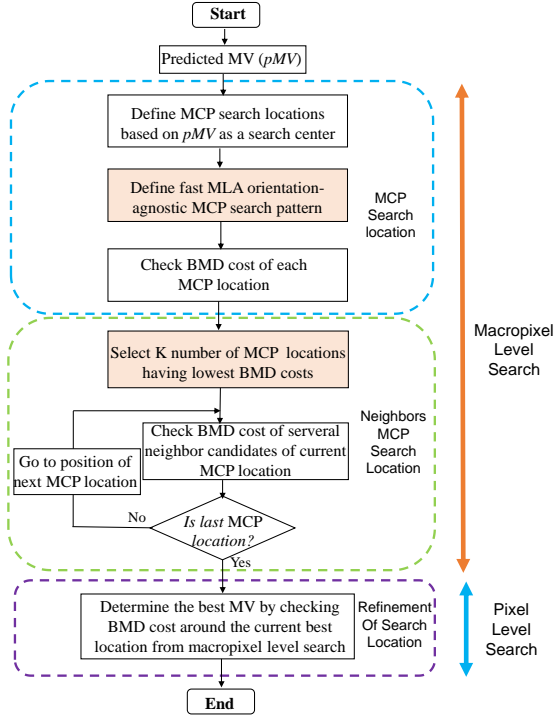 Start
Predicted MV (pMV)
Define MCP search locations
based on pMV as a search center
Define fast MLA orientation-
agnostic MCP search pattern
MCP
Search
location
Check BMD cost of each
MCP location
Macropixel
Level
Search
Select K number of MCP locations
having lowest BMD costs
Neighbors
MCP
Search
Location
Check BMD cost of serveral
neighbor candidates of current
MCP location
Go to position of
next MCP location
No
Is last MCP
location?
Yes
Determine the best MV by checking
BMD cost around the current best
location from macropixel level search
Refinement
Of Search
Location
Pixel
Level
Search
End